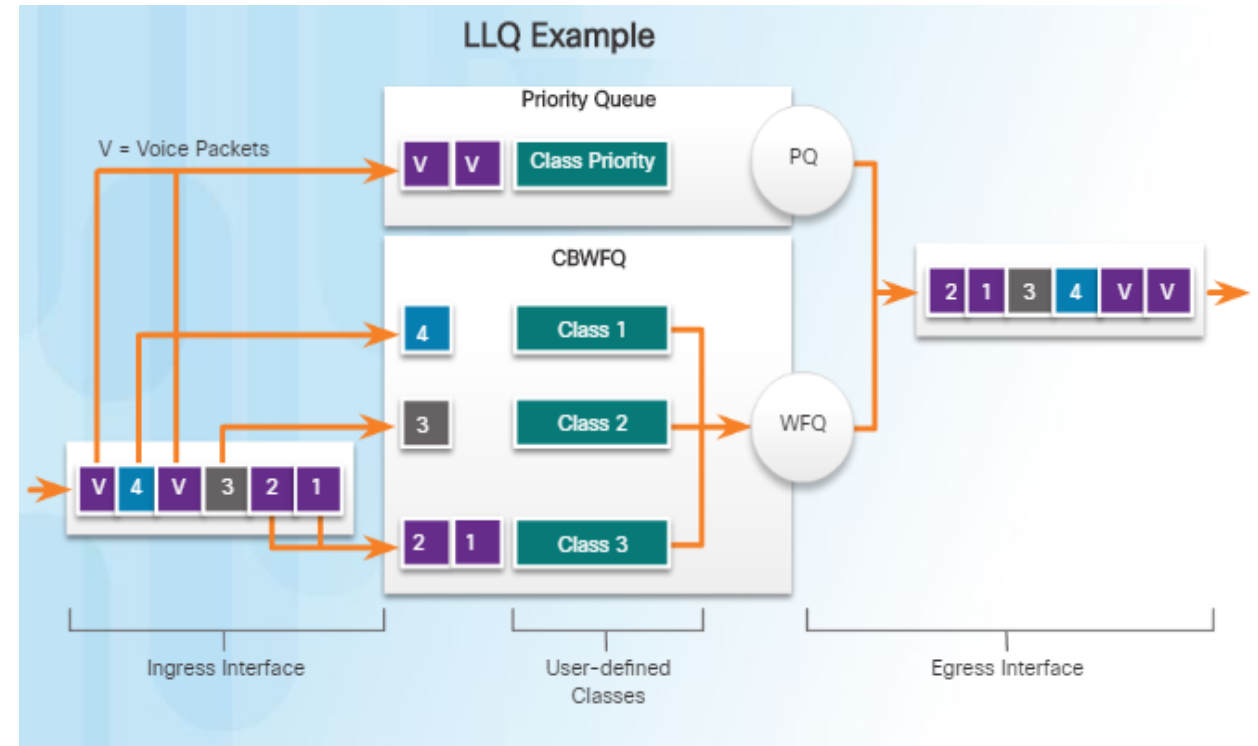 LLQ Example
Priority Queue
V = Voice Packets
V V Class Priority
PQ
CBWFQ
2 1 3 4 V V
4 Class 1
3 Class 2
WFQ
V 4 V 3 2 1
2 1 Class 3
Ingress Interface
User-defined
Classes
Egress Interface